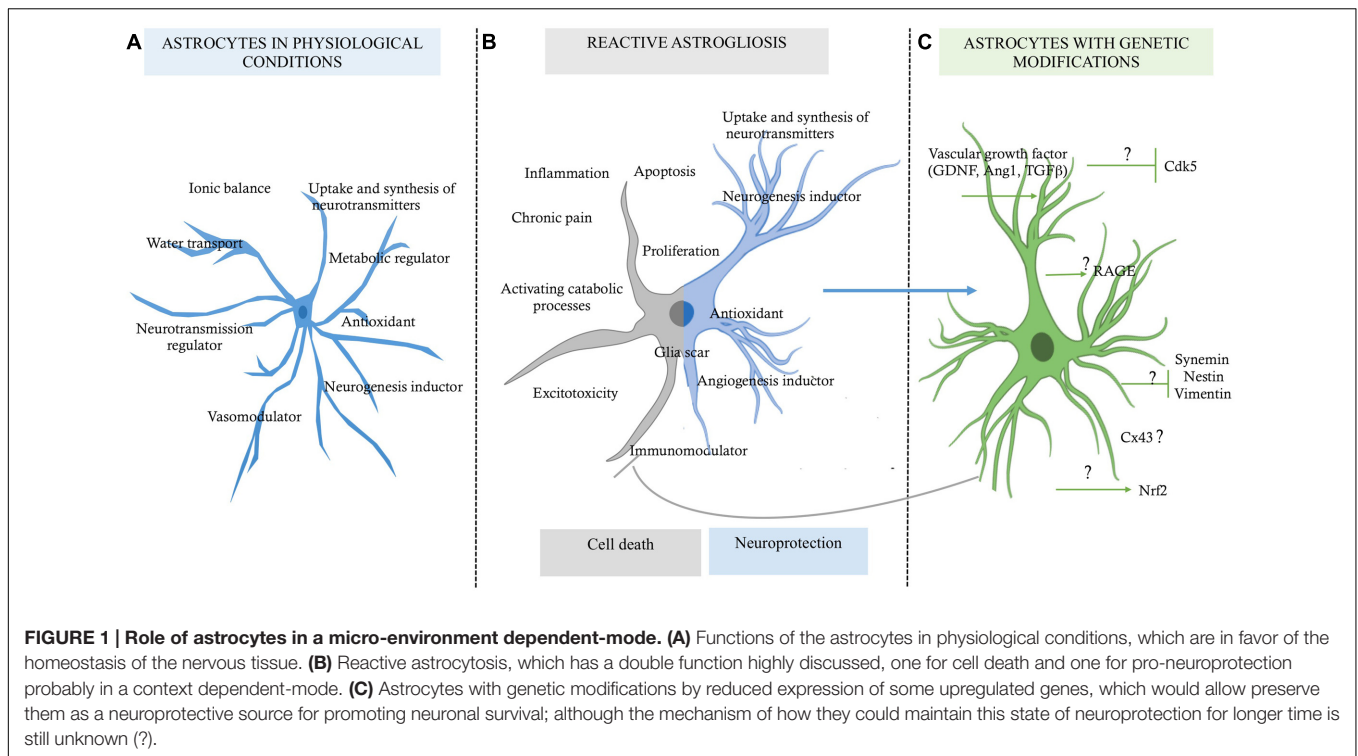 A
ASTROCYTES IN PHYSIOLOGICAL
CONDITIONS
Ionic balance
Uptake and synthesis of
neurotransmitters
Water transport
Metabolic regulator
Neurotransmission
regulator
Antioxidant
Neurogenesis inductor
Vasomodulator
B
REACTIVE ASTROGLIOSIS
Uptake and synthesis of
neurotransmitters
Inflammation
Apoptosis
Neurogenesis inductor
Chronic pain
Proliferation
Activating catabolic
processes
Antioxidant
Glia scar
Angiogenesis inductor
Excitotoxicity
Immunomodulator
Cell death
Neuroprotection
C
ASTROCYTES WITH GENETIC
MODIFICATIONS
Vascular growth factor
(GDNF, Ang1, TGFβ)
?
Cdk5
?
RAGE
?
Synemin
Nestin
Vimentin
Cx43 ?
?
Nrf2
FIGURE 1 | Role of astrocytes in a micro-environment dependent-mode. (A) Functions of the astrocytes in physiological conditions, which are in favor of the
homeostasis of the nervous tissue. (B) Reactive astrocytosis, which has a double function highly discussed, one for cell death and one for pro-neuroprotection
probably in a context dependent-mode. (C) Astrocytes with genetic modifications by reduced expression of some upregulated genes, which would allow preserve
them as a neuroprotective source for promoting neuronal survival; although the mechanism of how they could maintain this state of neuroprotection for longer time is
still unknown (?).